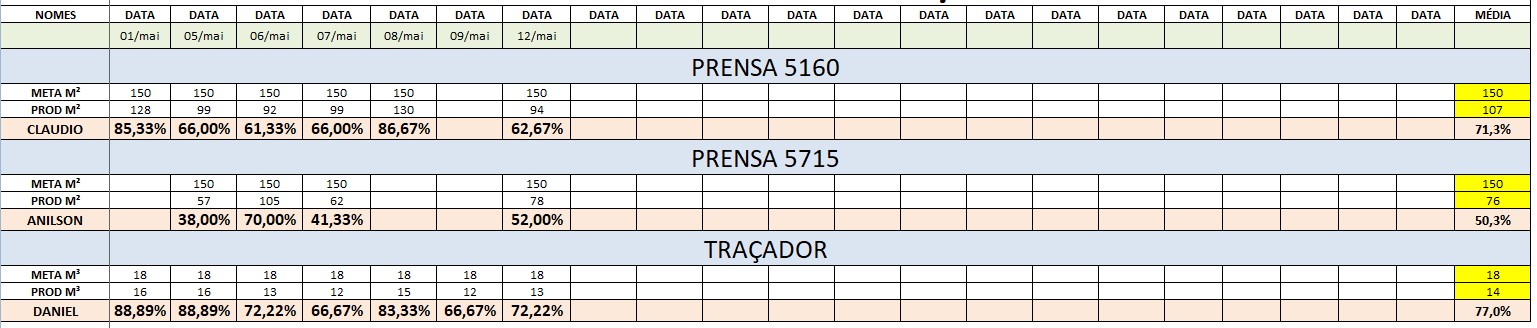 NOMES DATA DATA DATA DATA DATA DATA DATA DATA DATA DATA DATA DATA DATA DATA DATA DATA DATA DATA DATA DATA MÉDIA
01/mai 05/mai 06/mai 07/mai 08/mai 09/mai 12/mai
PRENSA 5160
META M² 150 150 150 150 150 150 150
PROD M² 128 99 92 99 130 94 107
CLAUDIO 85,33% 66,00% 61,33% 66,00% 86,67% 62,67% 71,3%
PRENSA 5715
META M² 150 150 150 150 150
PROD M² 57 105 62 78 76
ANILSON 38,00% 70,00% 41,33% 52,00% 50,3%
TRAÇADOR
META M³ 18 18 18 18 18 18 18 18
PROD M³ 16 16 13 12 15 12 13 14
DANIEL 88,89% 88,89% 72,22% 66,67% 83,33% 66,67% 72,22% 77,0%